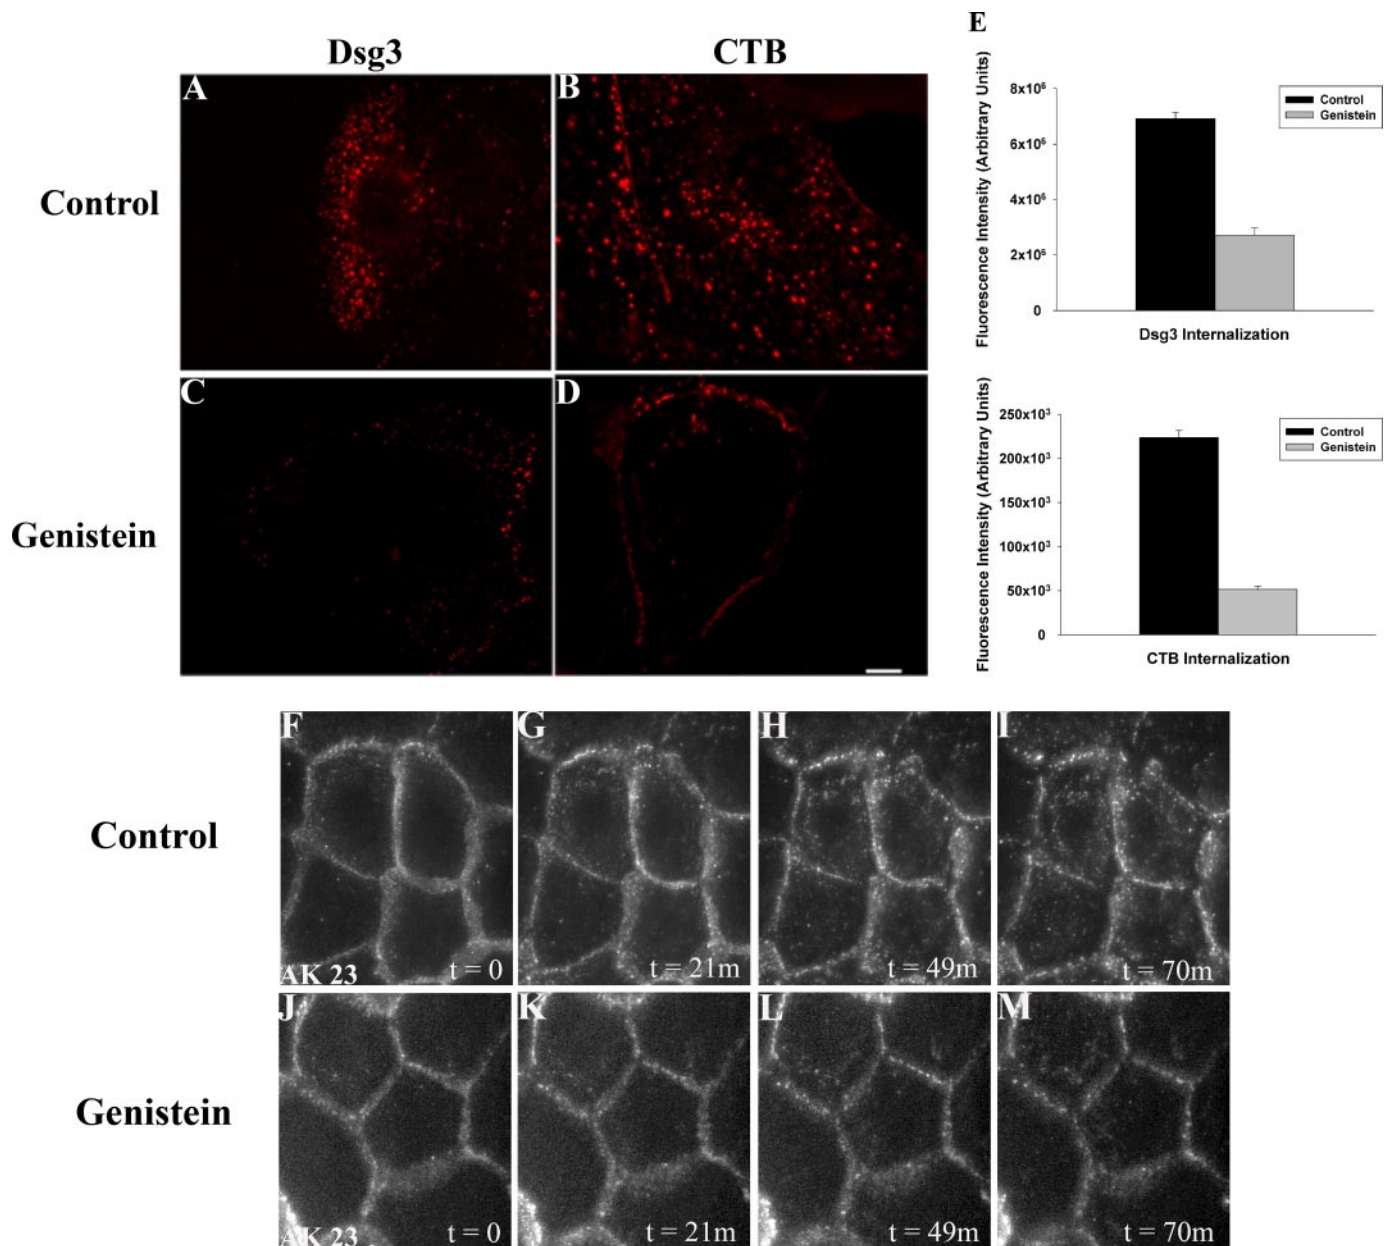 Dsg3 CTB
Control
A B
Genistein
C D
E
Fluorescence Intensity (Arbitrary Units)
8x10⁶
6x10⁶
4x10⁶
2x10⁶
0
Control
Genistein
Dsg3 Internalization
Fluorescence Intensity (Arbitrary Units)
250x10³
200x10³
150x10³
100x10³
50x10³
0
Control
Genistein
CTB Internalization
Control
F G H I
AK 23 t = 0 t = 21m t = 49m t = 70m
Genistein
J K L M
AK 23 t = 0 t = 21m t = 49m t = 70m